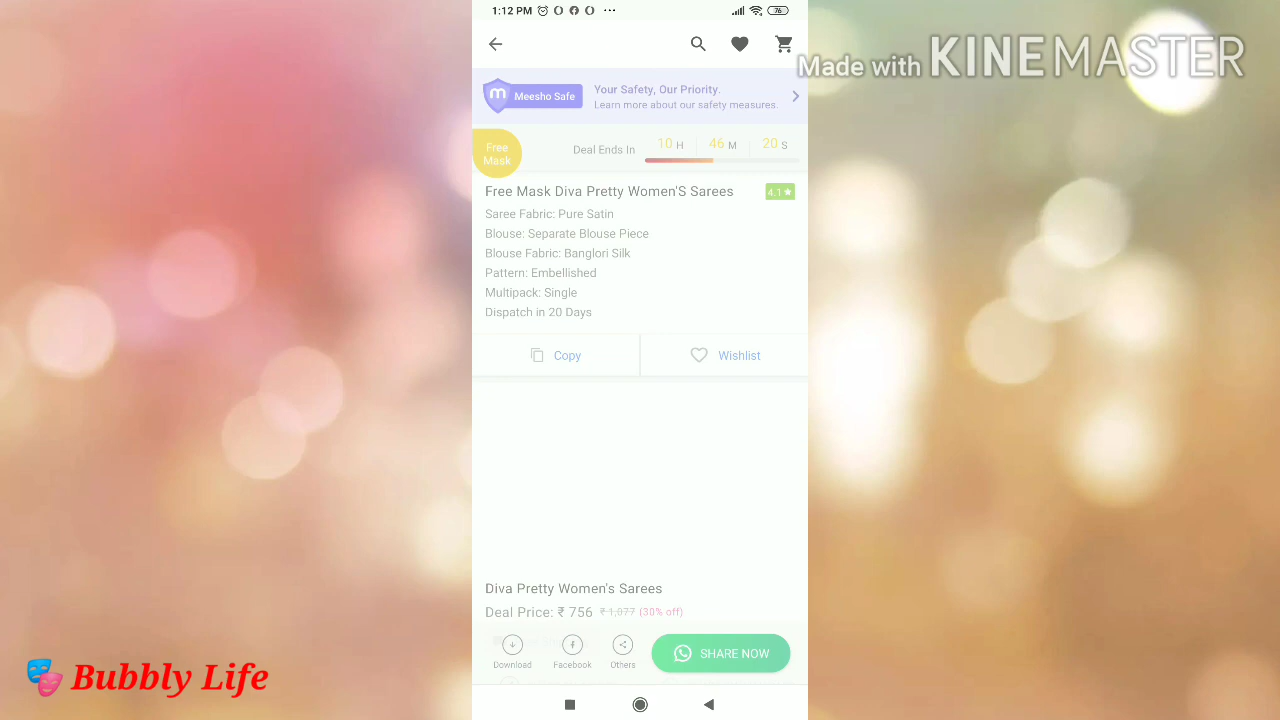 1:12 PM
76
Made with KINEMASTER
m Meesho Safe
Your Safety, Our Priority.
Learn more about our safety measures.
Free
Mask
Deal Ends In 10 H 46 M 20 S
Free Mask Diva Pretty Women'S Sarees
4.1
Saree Fabric: Pure Satin
Blouse: Separate Blouse Piece
Blouse Fabric: Banglori Silk
Pattern: Embellished
Multipack: Single
Dispatch in 20 Days
Copy
Wishlist
Diva Pretty Women's Sarees
Deal Price: ₹ 756 ₹ 1,077 (30% off)
Download
Facebook
Others
SHARE NOW
Bubbly Life